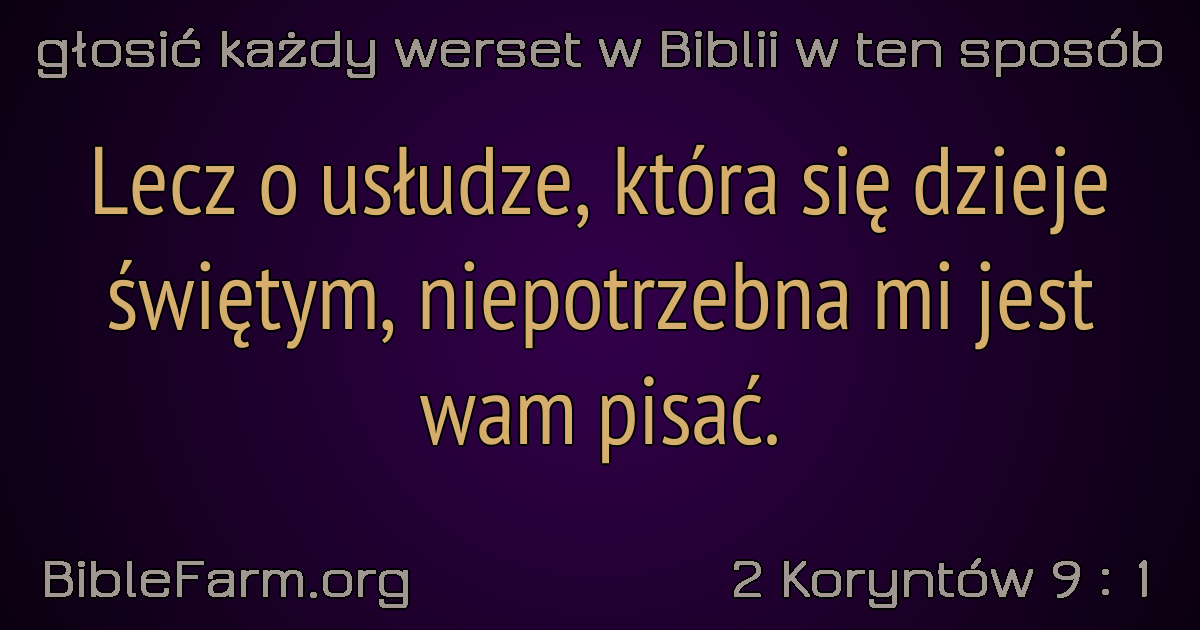 głosić każdy werset w Biblii w ten sposób
Lecz o usłudze, która się dzieje
świętym, niepotrzebna mi jest
wam pisać.
BibleFarm.org
2 Koryntów 9 : 1